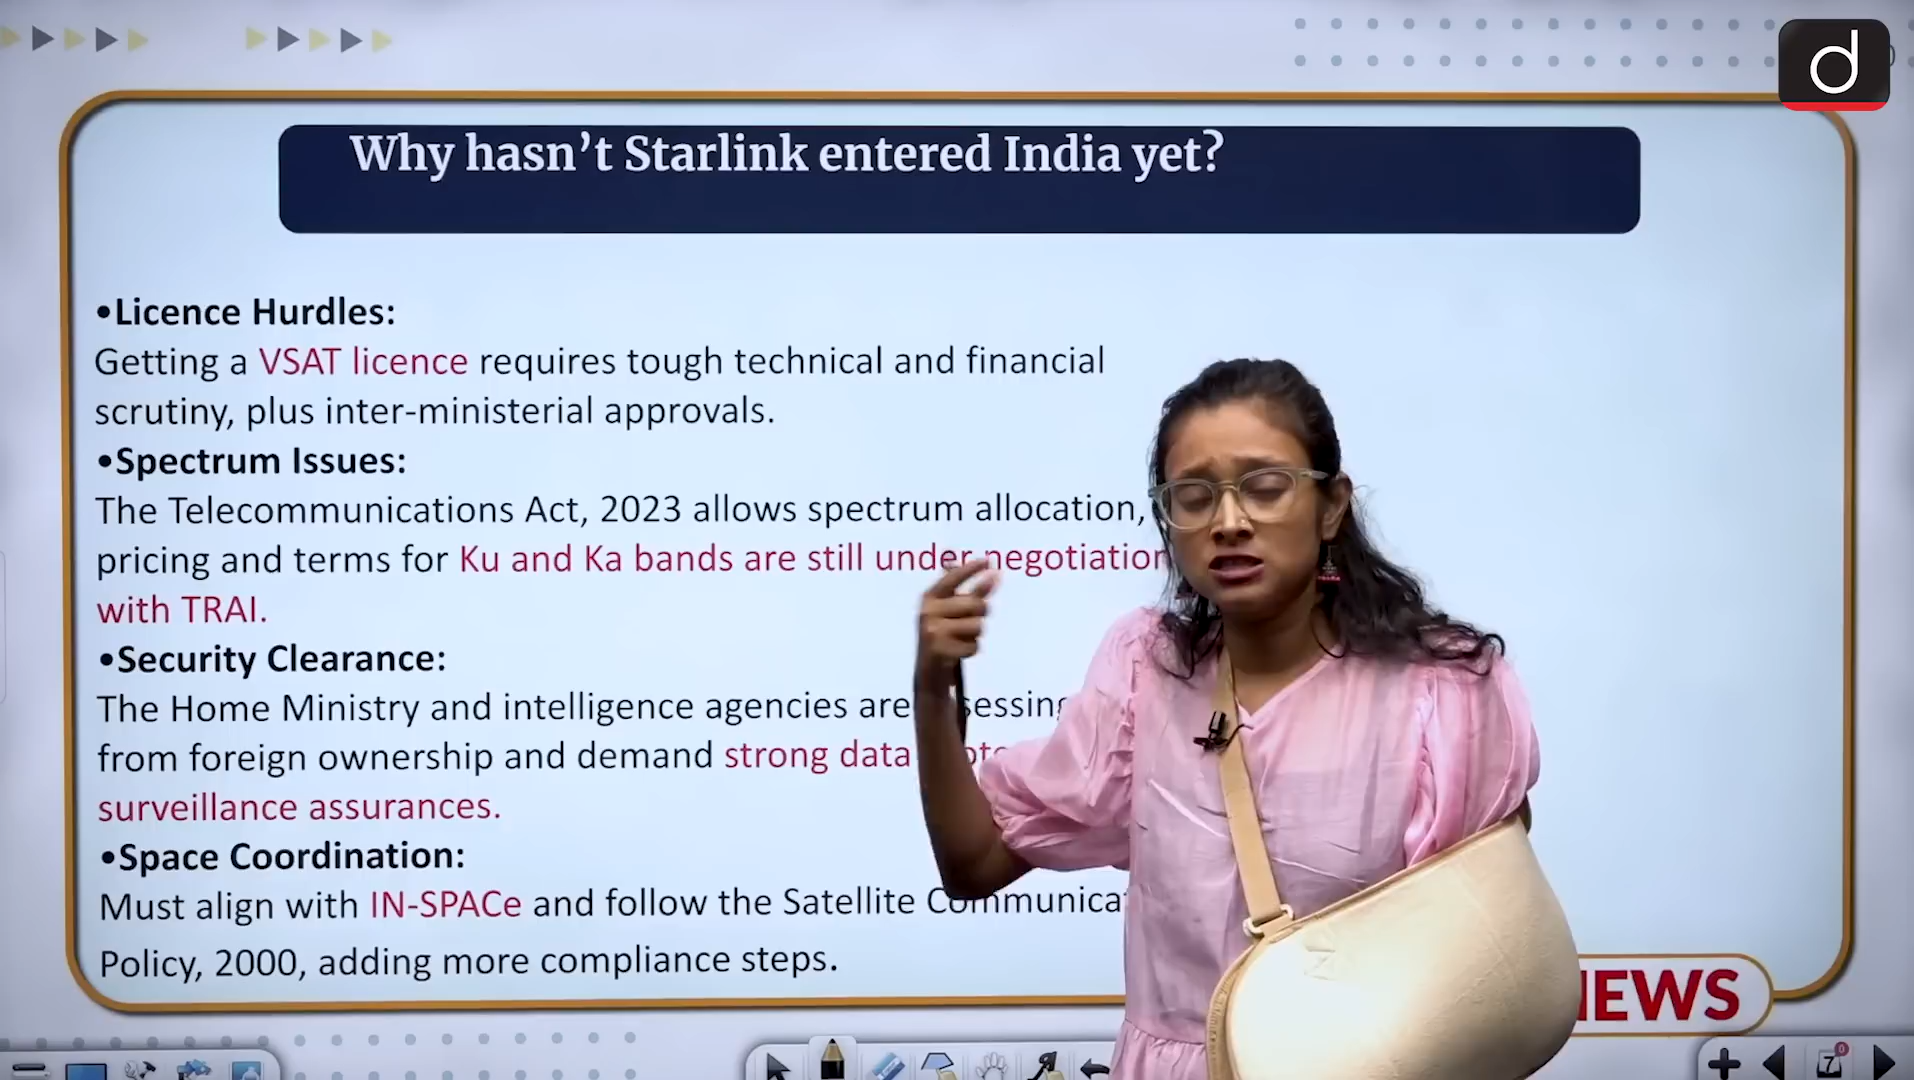 d
Why hasn’t Starlink entered India yet?
•Licence Hurdles:
Getting a VSAT licence requires tough technical and financial
scrutiny, plus inter-ministerial approvals.
•Spectrum Issues:
The Telecommunications Act, 2023 allows spectrum allocation,
pricing and terms for Ku and Ka bands are still under negotiation
with TRAI.
•Security Clearance:
The Home Ministry and intelligence agencies are
from foreign ownership and demand strong data
surveillance assurances.
•Space Coordination:
Must align with IN-SPACe and follow the Satellite
Policy, 2000, adding more compliance steps.
EWS
7
0